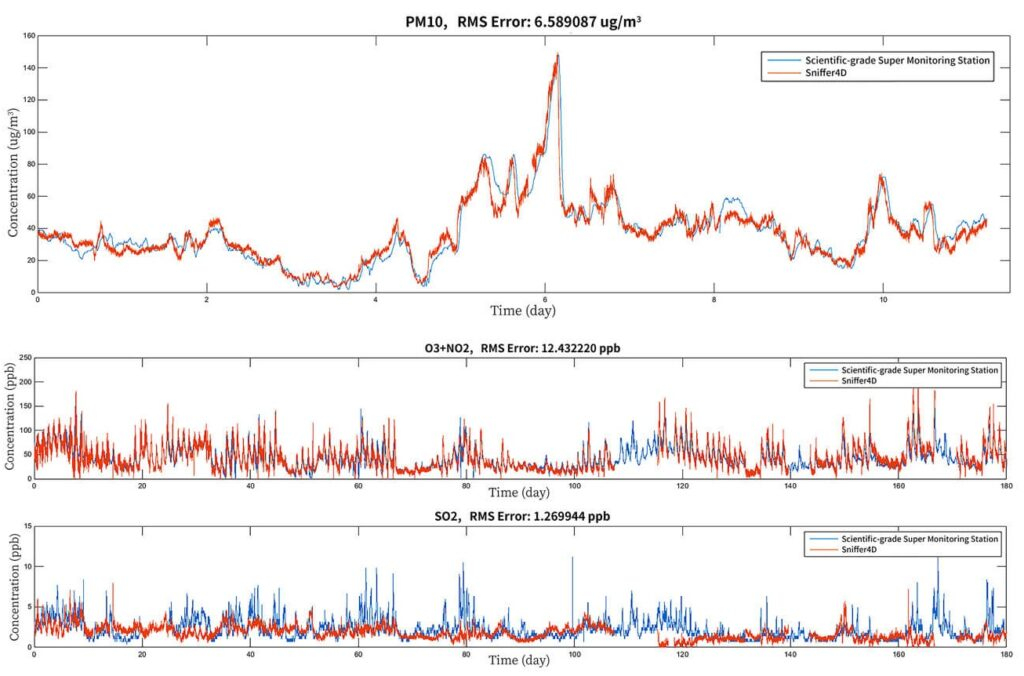 PM10, RMS Error: 6.589087 ug/m³
160
140
120
100
80
60
40
20
0
Concentration (ug/m³)
Scientific-grade Super Monitoring Station
Sniffer4D
0 2 4 6 8 10
Time (day)
O3+NO2, RMS Error: 12.432220 ppb
250
200
150
100
50
0
Concentration (ppb)
Scientific-grade Super Monitoring Station
Sniffer4D
0 20 40 60 80 100 120 140 160 180
Time (day)
SO2, RMS Error: 1.269944 ppb
15
10
5
0
Concentration (ppb)
Scientific-grade Super Monitoring Station
Sniffer4D
0 20 40 60 80 100 120 140 160 180
Time (day)